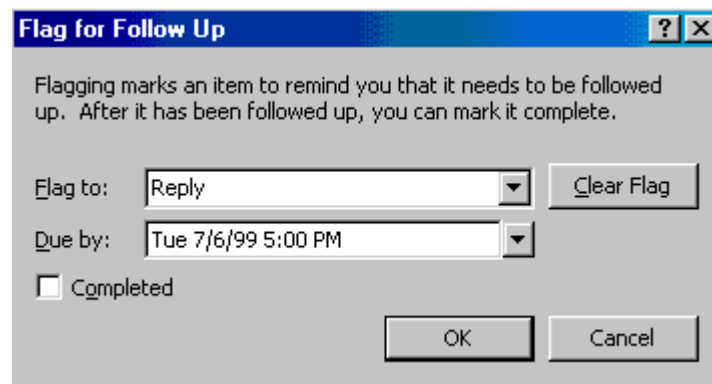 Flag for Follow Up
Flagging marks an item to remind you that it needs to be followed
up. After it has been followed up, you can mark it complete.
Flag to: Reply Clear Flag
Due by: Tue 7/6/99 5:00 PM
Completed
OK Cancel